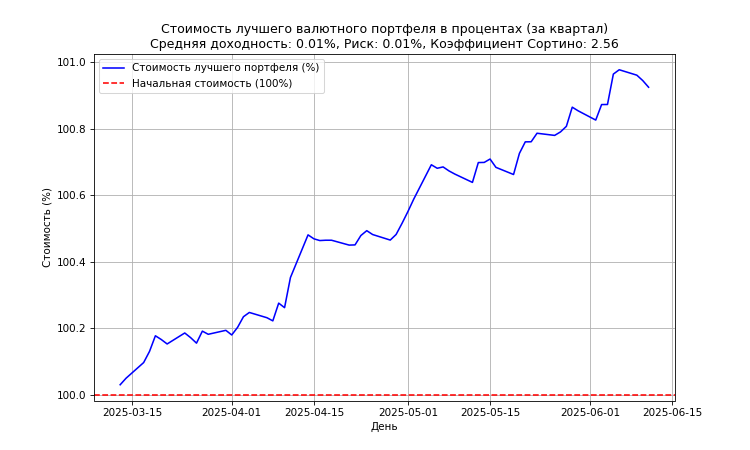 Стоимость лучшего валютного портфеля в процентах (за квартал)
Средняя доходность: 0.01%, Риск: 0.01%, Коэффициент Сортино: 2.56
Стоимость лучшего портфеля (%)
Начальная стоимость (100%)
Стоимость (%)
101.0
100.8
100.6
100.4
100.2
100.0
2025-03-15
2025-04-01
2025-04-15
2025-05-01
2025-05-15
2025-06-01
2025-06-15
День